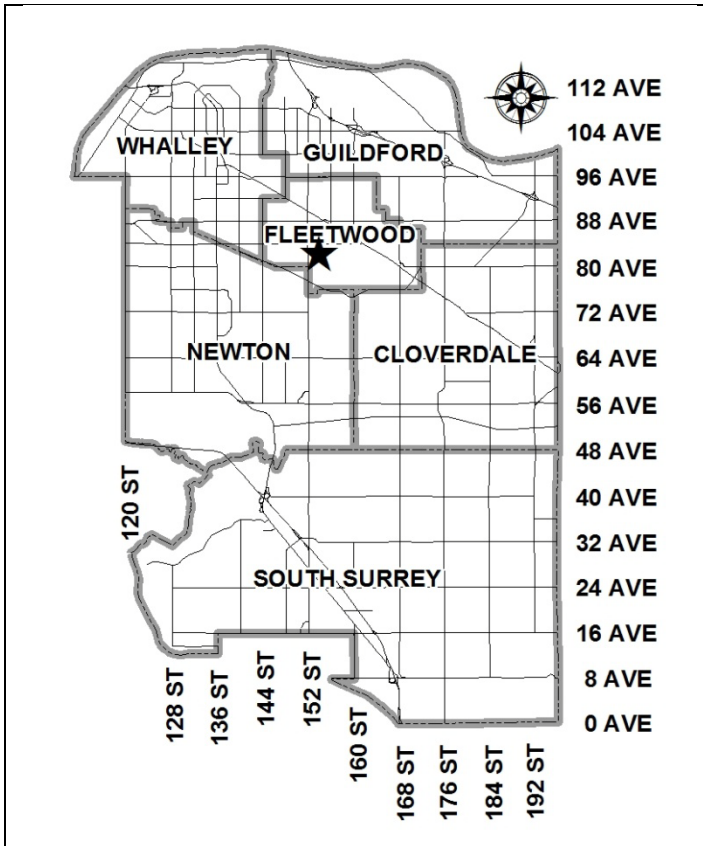 112 AVE
104 AVE
WHALLEY
GUILDFORD
96 AVE
88 AVE
FLEETWOOD
80 AVE
72 AVE
NEWTON
CLOVERDALE
64 AVE
56 AVE
48 AVE
120 ST
40 AVE
32 AVE
SOUTH SURREY
24 AVE
16 AVE
8 AVE
0 AVE
128 ST
136 ST
144 ST
152 ST
160 ST
168 ST
176 ST
184 ST
192 ST